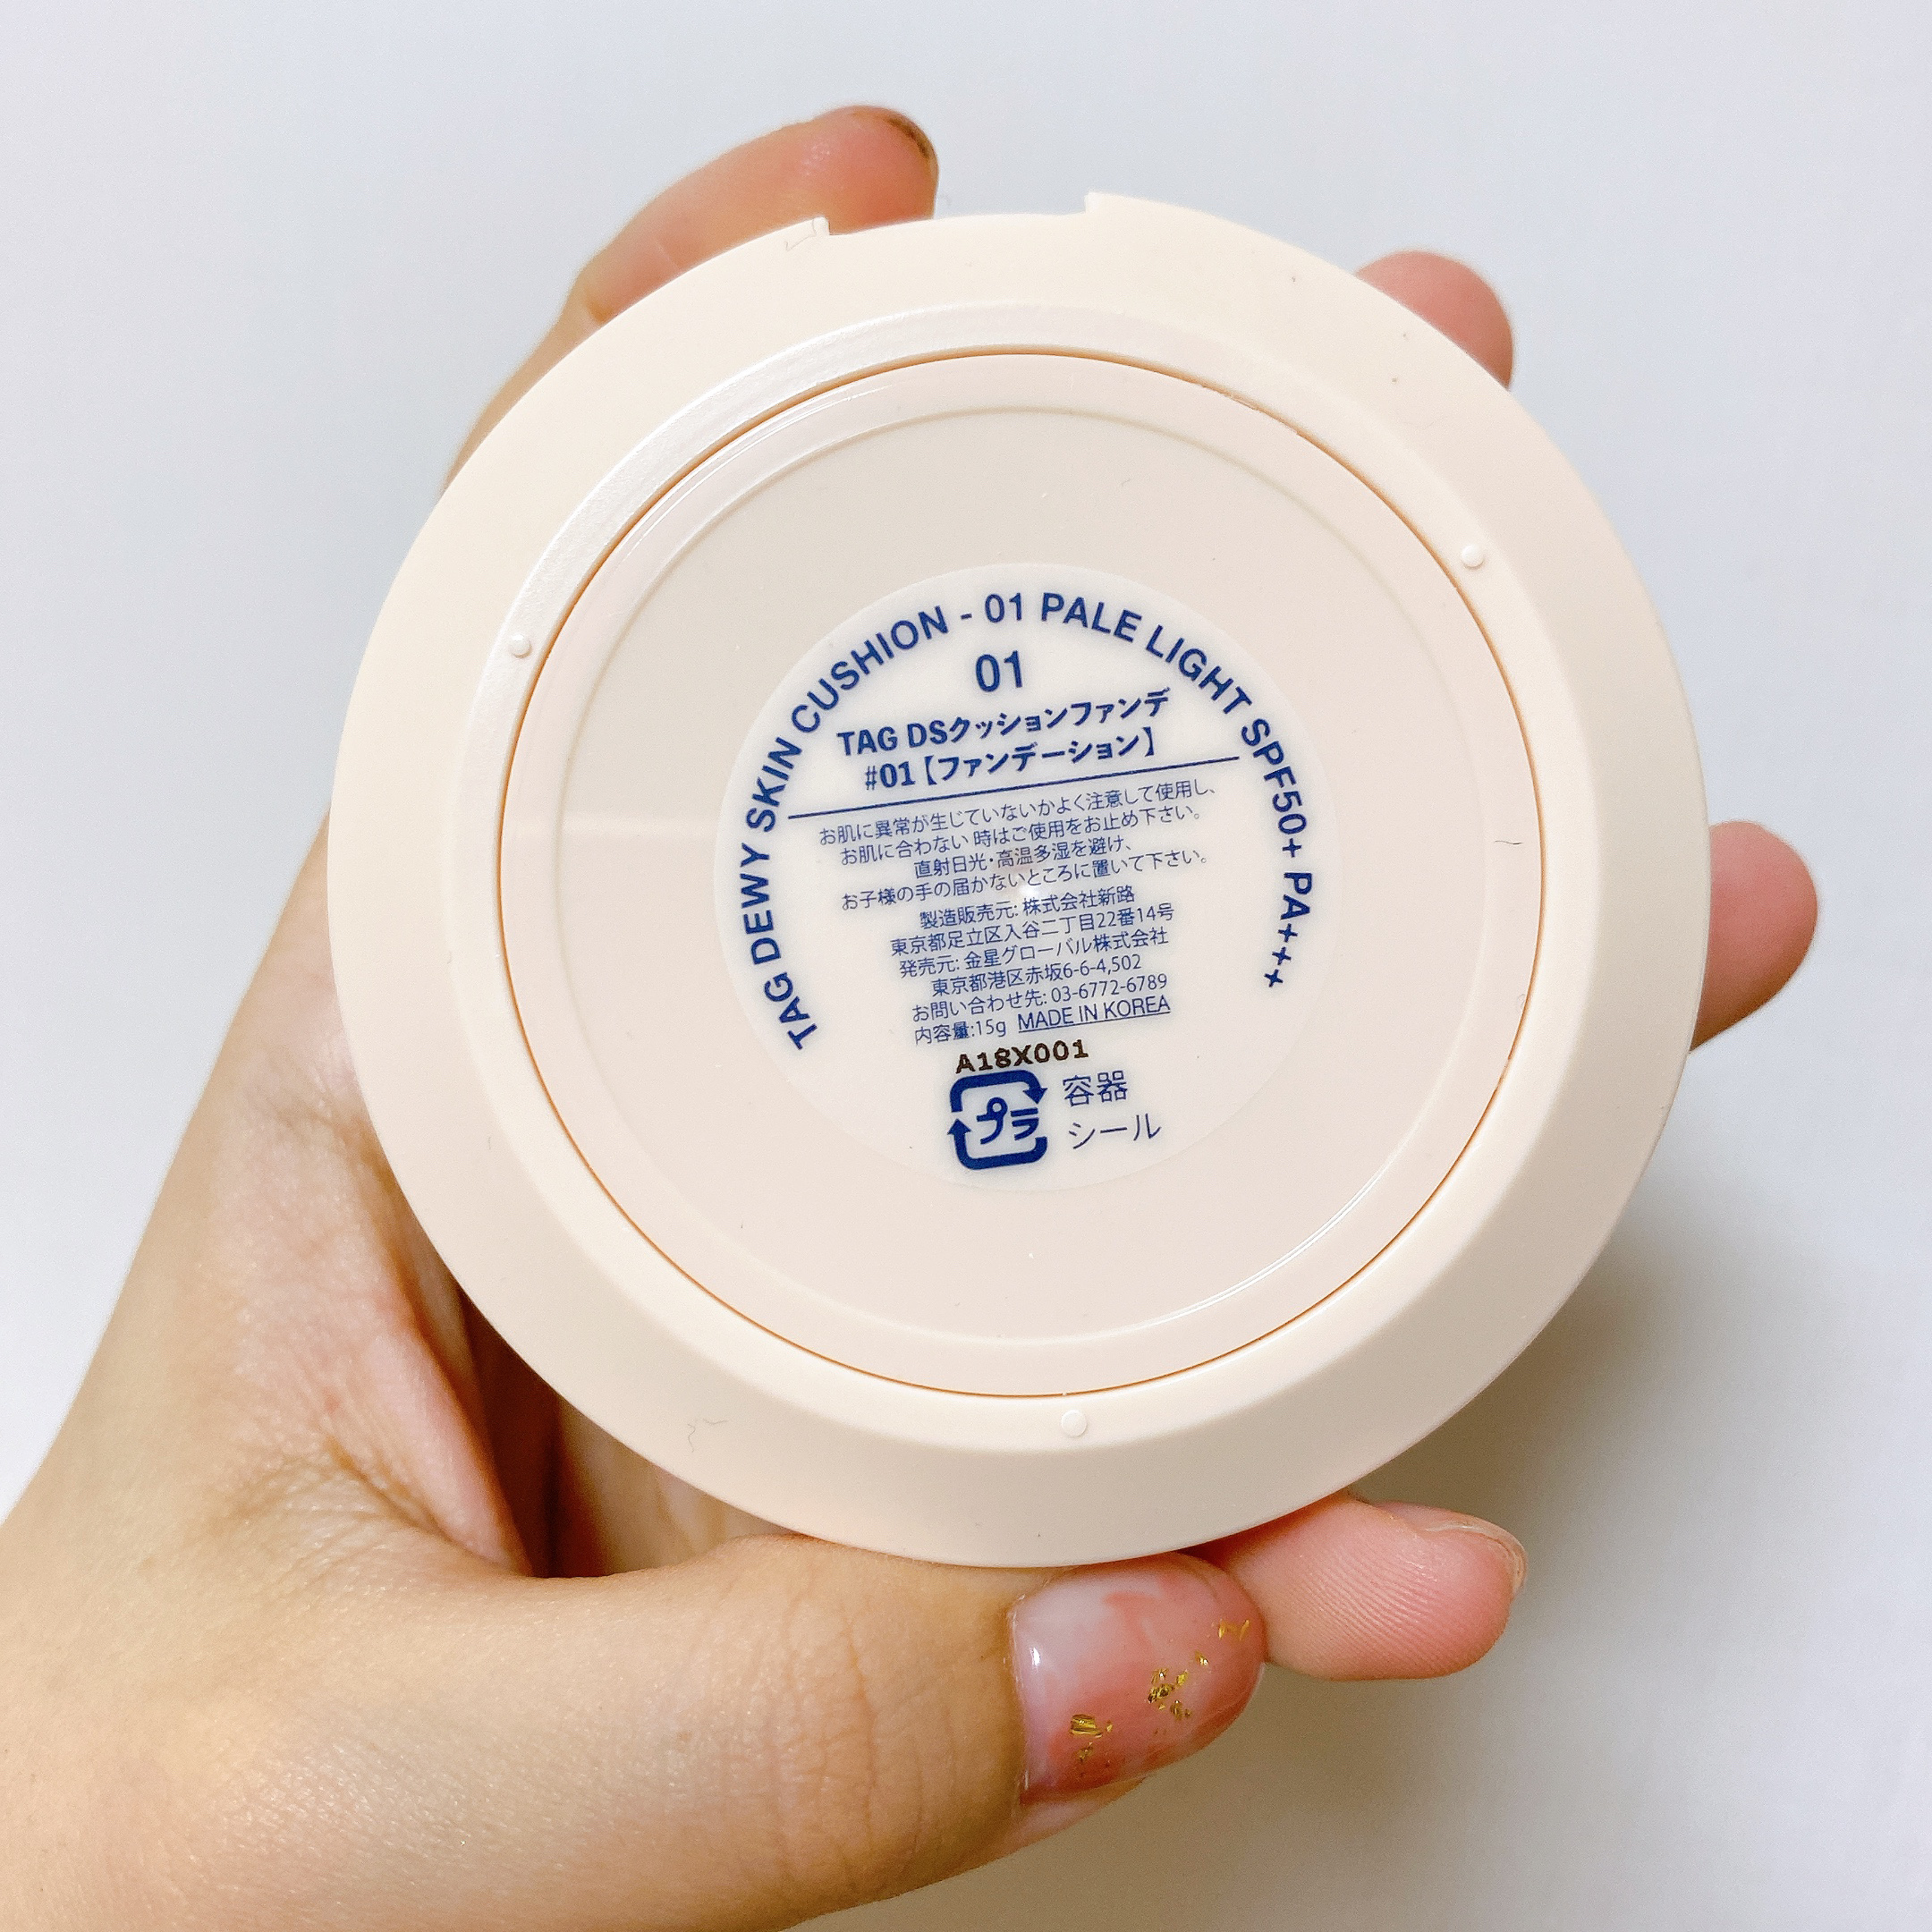 TAG DEWY SKIN CUSHION - 01 PALE LIGHT SPF50+ PA+++
01
TAG DSクッションファンデ
#01【ファンデーション】
お肌に異常が生じていないかよく注意して使用し、
お肌に合わない 時はご使用をお止め下さい。
直射日光・高温多湿を避け、
お子様の手の届かないところに置いて下さい。
製造販売元: 株式会社新路
東京都足立区入谷二丁目22番14号
発売元: 金星グローバル株式会社
東京都港区赤坂6-6-4,502
お問い合わせ先: 03-6772-6789
内容量:15g MADE IN KOREA
A18X001
プラ 容器
シール